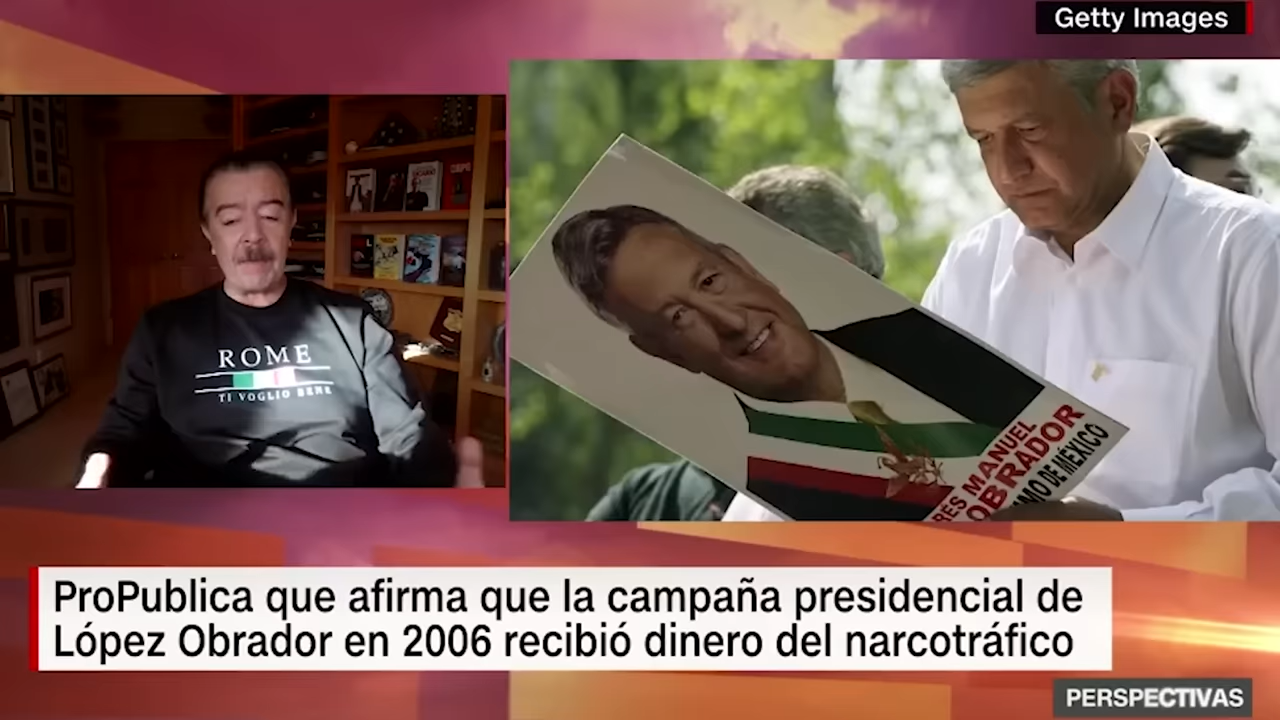 Getty Images
ROME
TI VOGLIO BENE
MANUEL
OBRADOR
DE MÉXICO
ProPublica que afirma que la campaña presidencial de
López Obrador en 2006 recibió dinero del narcotráfico
PERSPECTIVAS